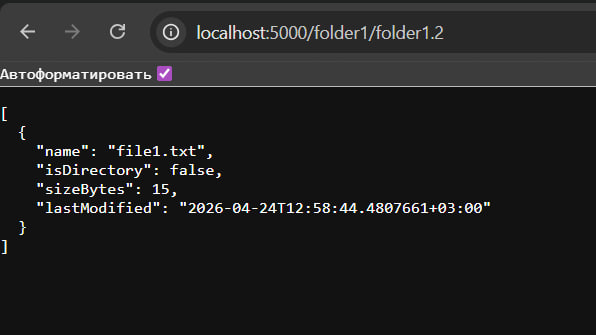 localhost:5000/folder1/folder1.2
Автоформатировать
[
  {
    "name": "file1.txt",
    "isDirectory": false,
    "sizeBytes": 15,
    "lastModified": "2026-04-24T12:58:44.4807661+03:00"
  }
]